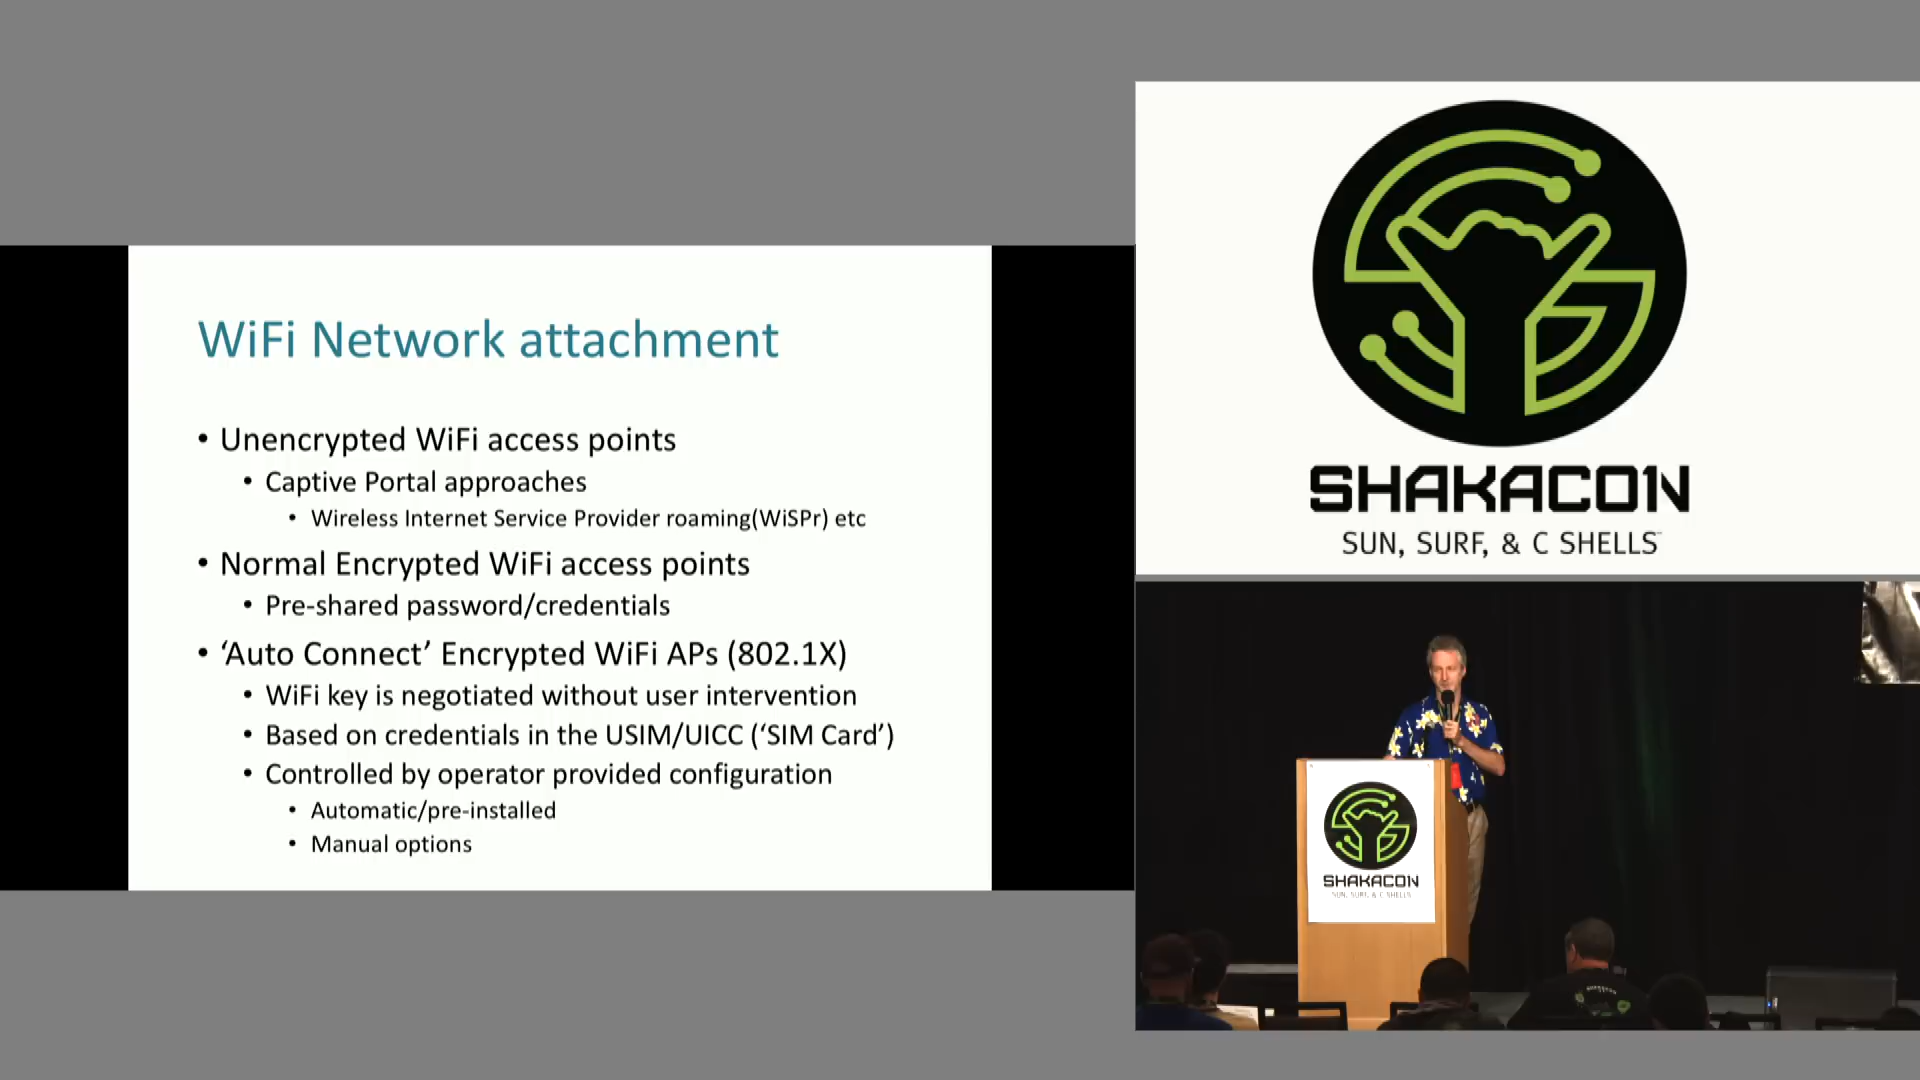 WiFi Network attachment
• Unencrypted WiFi access points
• Captive Portal approaches
• Wireless Internet Service Provider roaming(WiSPr) etc
• Normal Encrypted WiFi access points
• Pre-shared password/credentials
• ‘Auto Connect’ Encrypted WiFi APs (802.1X)
• WiFi key is negotiated without user intervention
• Based on credentials in the USIM/UICC (‘SIM Card’)
• Controlled by operator provided configuration
• Automatic/pre-installed
• Manual options
SHAKACON
SUN, SURF, & C SHELLS
SHAKACON
SUN, SURF, & C SHELLS